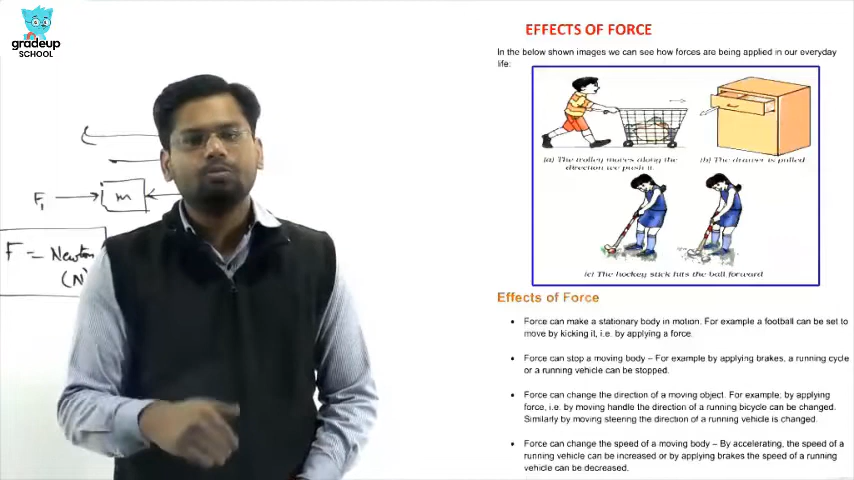 gradeup
SCHOOL
F₁
m
F = Newton
(N)
EFFECTS OF FORCE
In the below shown images we can see how forces are being applied in our everyday
life:
(a) The trolley moves along the
direction we push it.
(b) The drawer is pulled
(c) The hockey stick hits the ball forward
Effects of Force
• Force can make a stationary body in motion. For example a football can be set to
move by kicking it, i.e. by applying a force.
• Force can stop a moving body – For example by applying brakes, a running cycle
or a running vehicle can be stopped.
• Force can change the direction of a moving object. For example; by applying
force, i.e. by moving handle the direction of a running bicycle can be changed.
Similarly by moving steering the direction of a running vehicle is changed.
• Force can change the speed of a moving body – By accelerating, the speed of a
running vehicle can be increased or by applying brakes the speed of a running
vehicle can be decreased.